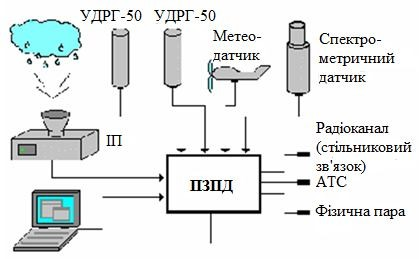 УДРГ-50
УДРГ-50
Метео-
датчик
Спектро-
метричний
датчик
ІП
ПЗПД
Радіоканал
(стільниковий
зв'язок)
АТС
Фізична пара